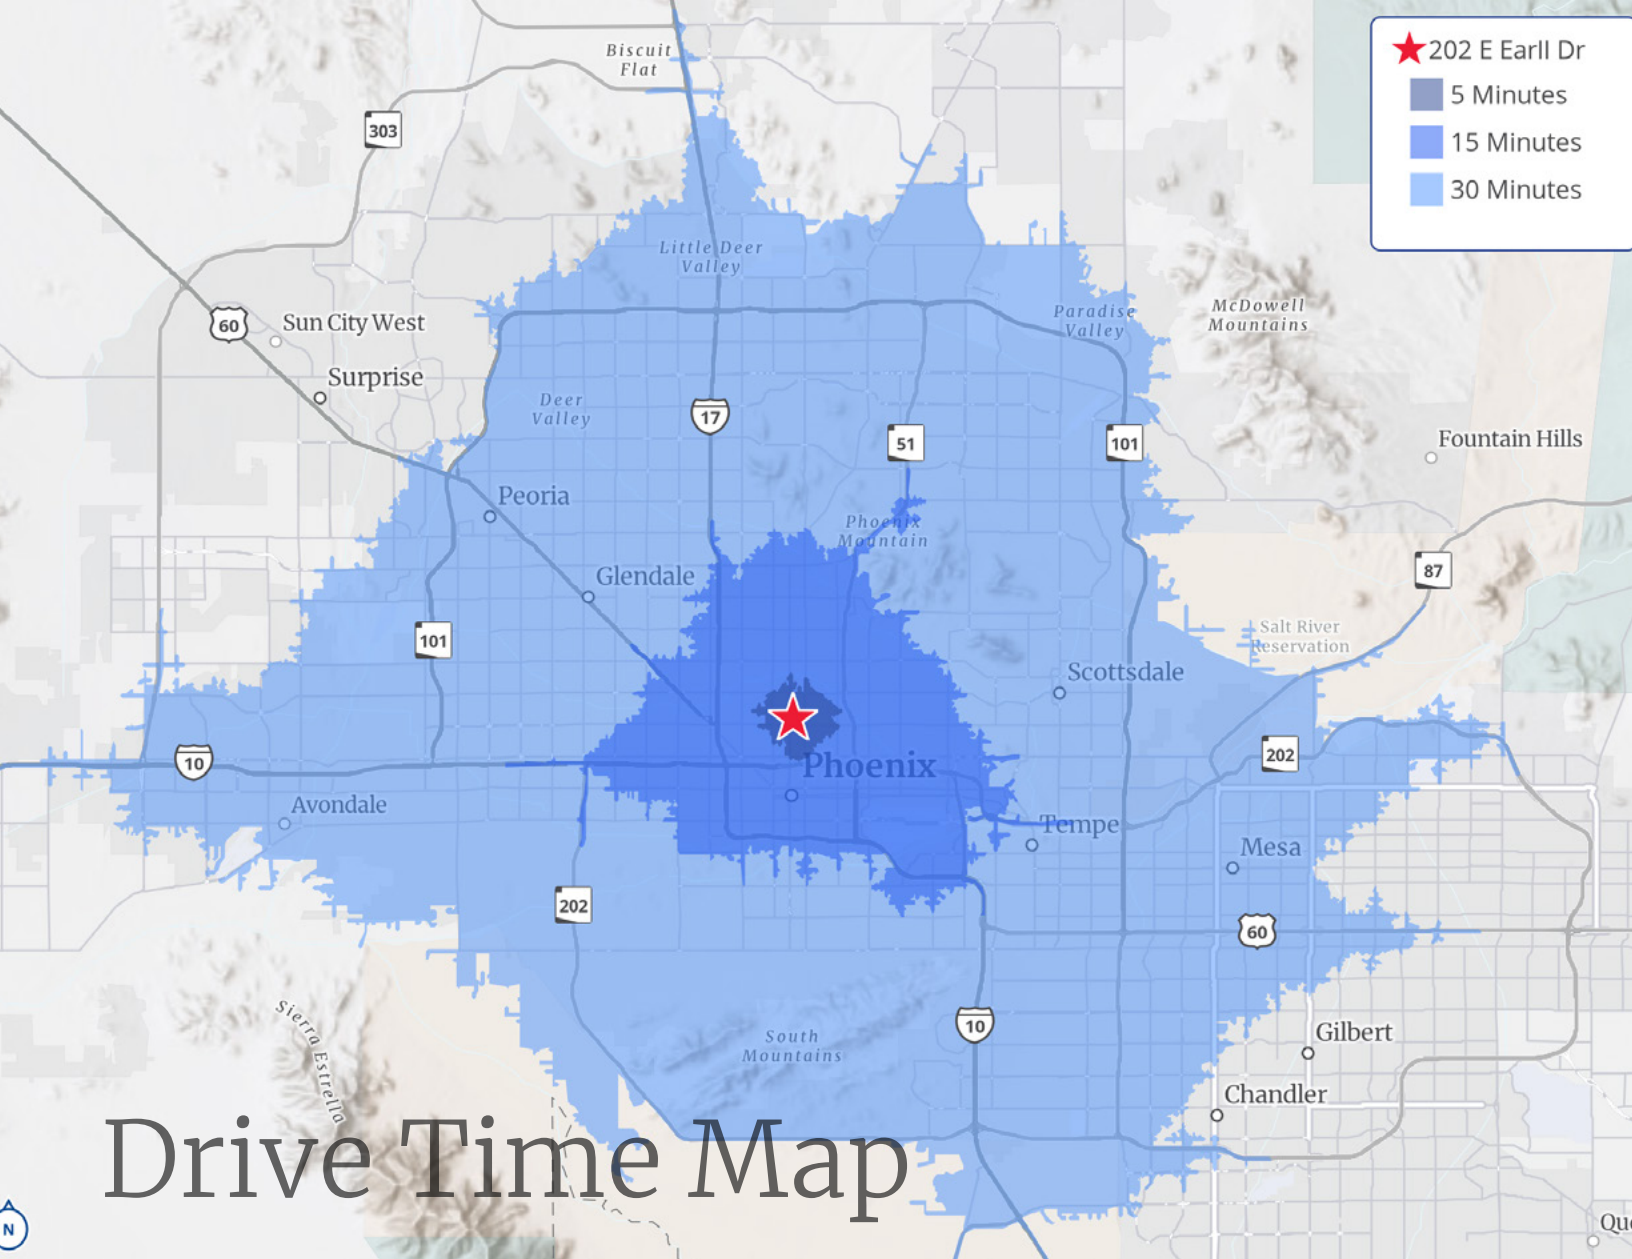 Biscuit
Flat
202 E Earll Dr
5 Minutes
15 Minutes
30 Minutes
303
Little Deer
Valley
60
Sun City West
McDowell
Mountains
Paradise
Valley
Surprise
Deer
Valley
17
51
101
Fountain Hills
Peoria
Phoenix
Mountain
87
Glendale
101
Salt River
Reservation
Scottsdale
10
Phoenix
202
Avondale
Tempe
Mesa
202
60
10
Sierra Estrella
South
Mountains
Gilbert
Chandler
Drive Time Map
N
Qu